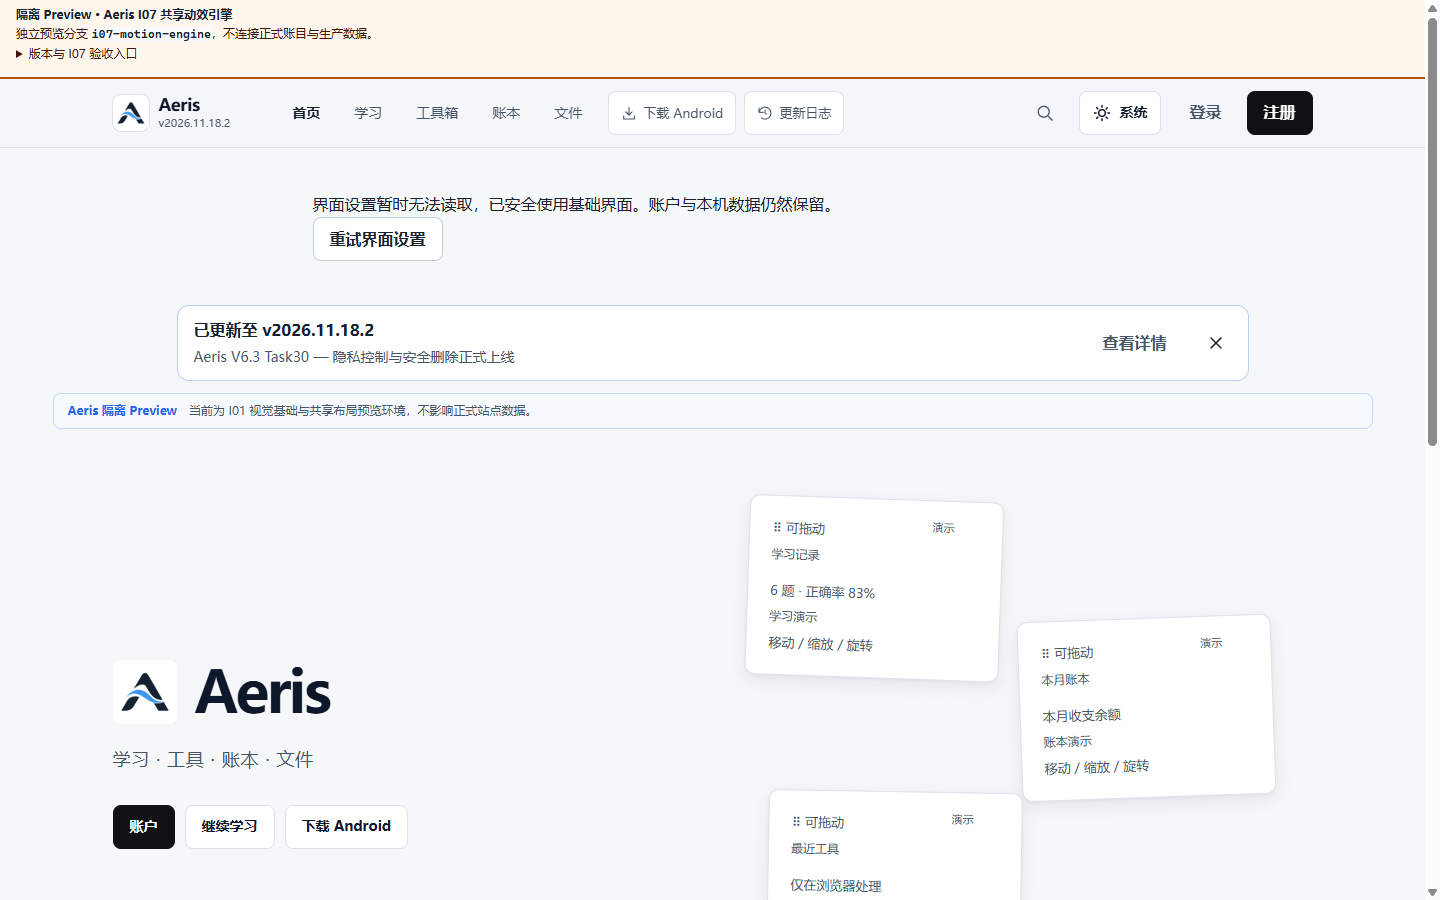 隔离 Preview • Aeris I07 共享动效引擎
独立预览分支 i07-motion-engine，不连接正式账目与生产数据。
版本与 I07 验收入口
Aeris
v2026.11.18.2
首页
学习
工具箱
账本
文件
下载 Android
更新日志
系统
登录
注册
界面设置暂时无法读取，已安全使用基础界面。账户与本机数据仍然保留。
重试界面设置
已更新至 v2026.11.18.2
Aeris V6.3 Task30 — 隐私控制与安全删除正式上线
查看详情
Aeris 隔离 Preview 当前为 I01 视觉基础与共享布局预览环境，不影响正式站点数据。
⠿ 可拖动
演示
学习记录
6 题 · 正确率 83%
学习演示
移动 / 缩放 / 旋转
⠿ 可拖动
演示
本月账本
本月收支余额
账本演示
移动 / 缩放 / 旋转
Aeris
学习 · 工具 · 账本 · 文件
账户
继续学习
下载 Android
⠿ 可拖动
演示
最近工具
仅在浏览器处理